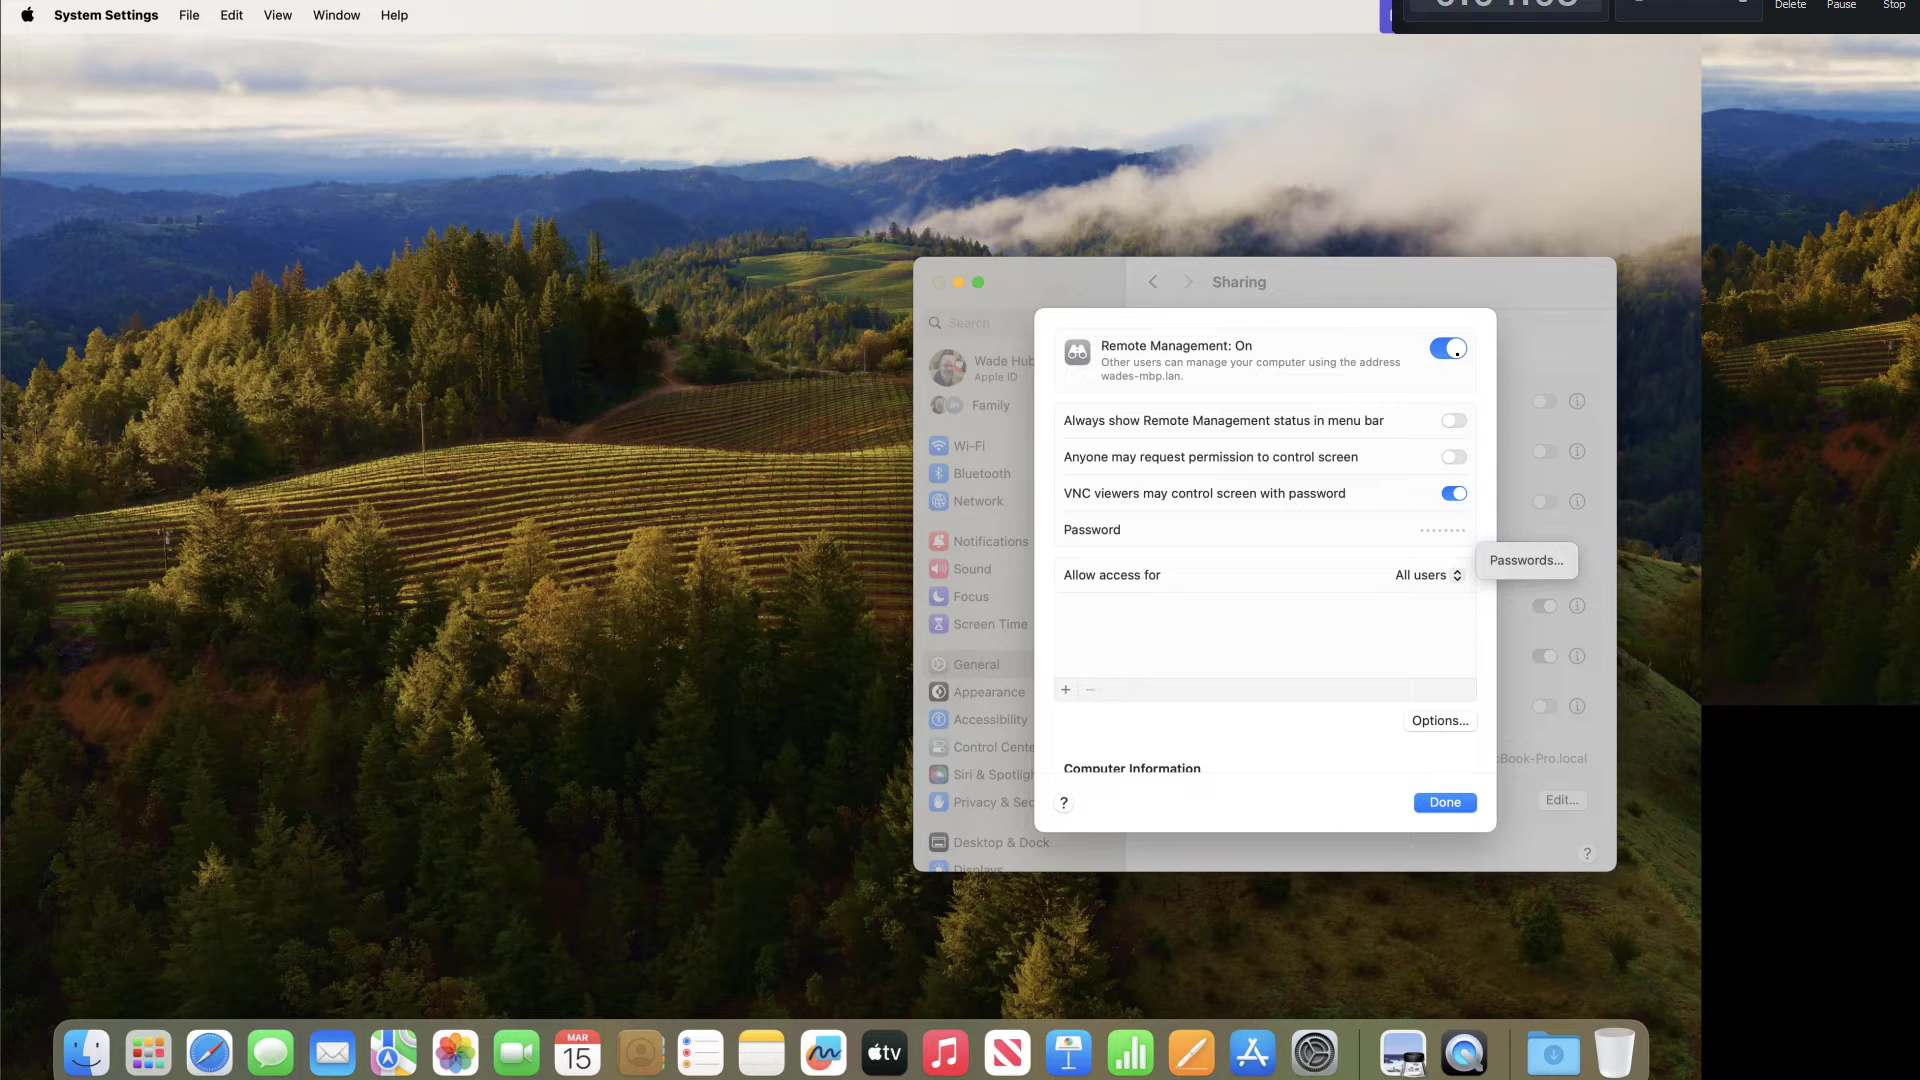 System Settings File Edit View Window Help
Delete Pause Stop
Sharing
Search
Wade Hub
Apple ID
Family
Wi-Fi
Bluetooth
Network
Notifications
Sound
Focus
Screen Time
General
Appearance
Accessibility
Control Cente
Siri & Spotligh
Privacy & Sec
Desktop & Dock
Displays
Remote Management: On
Other users can manage your computer using the address
wades-mbp.lan.
Always show Remote Management status in menu bar
Anyone may request permission to control screen
VNC viewers may control screen with password
Password ········
Passwords...
Allow access for All users
+ −
Options...
Computer Information
? Done
Book-Pro.local
Edit...
?
MAR
15
tv